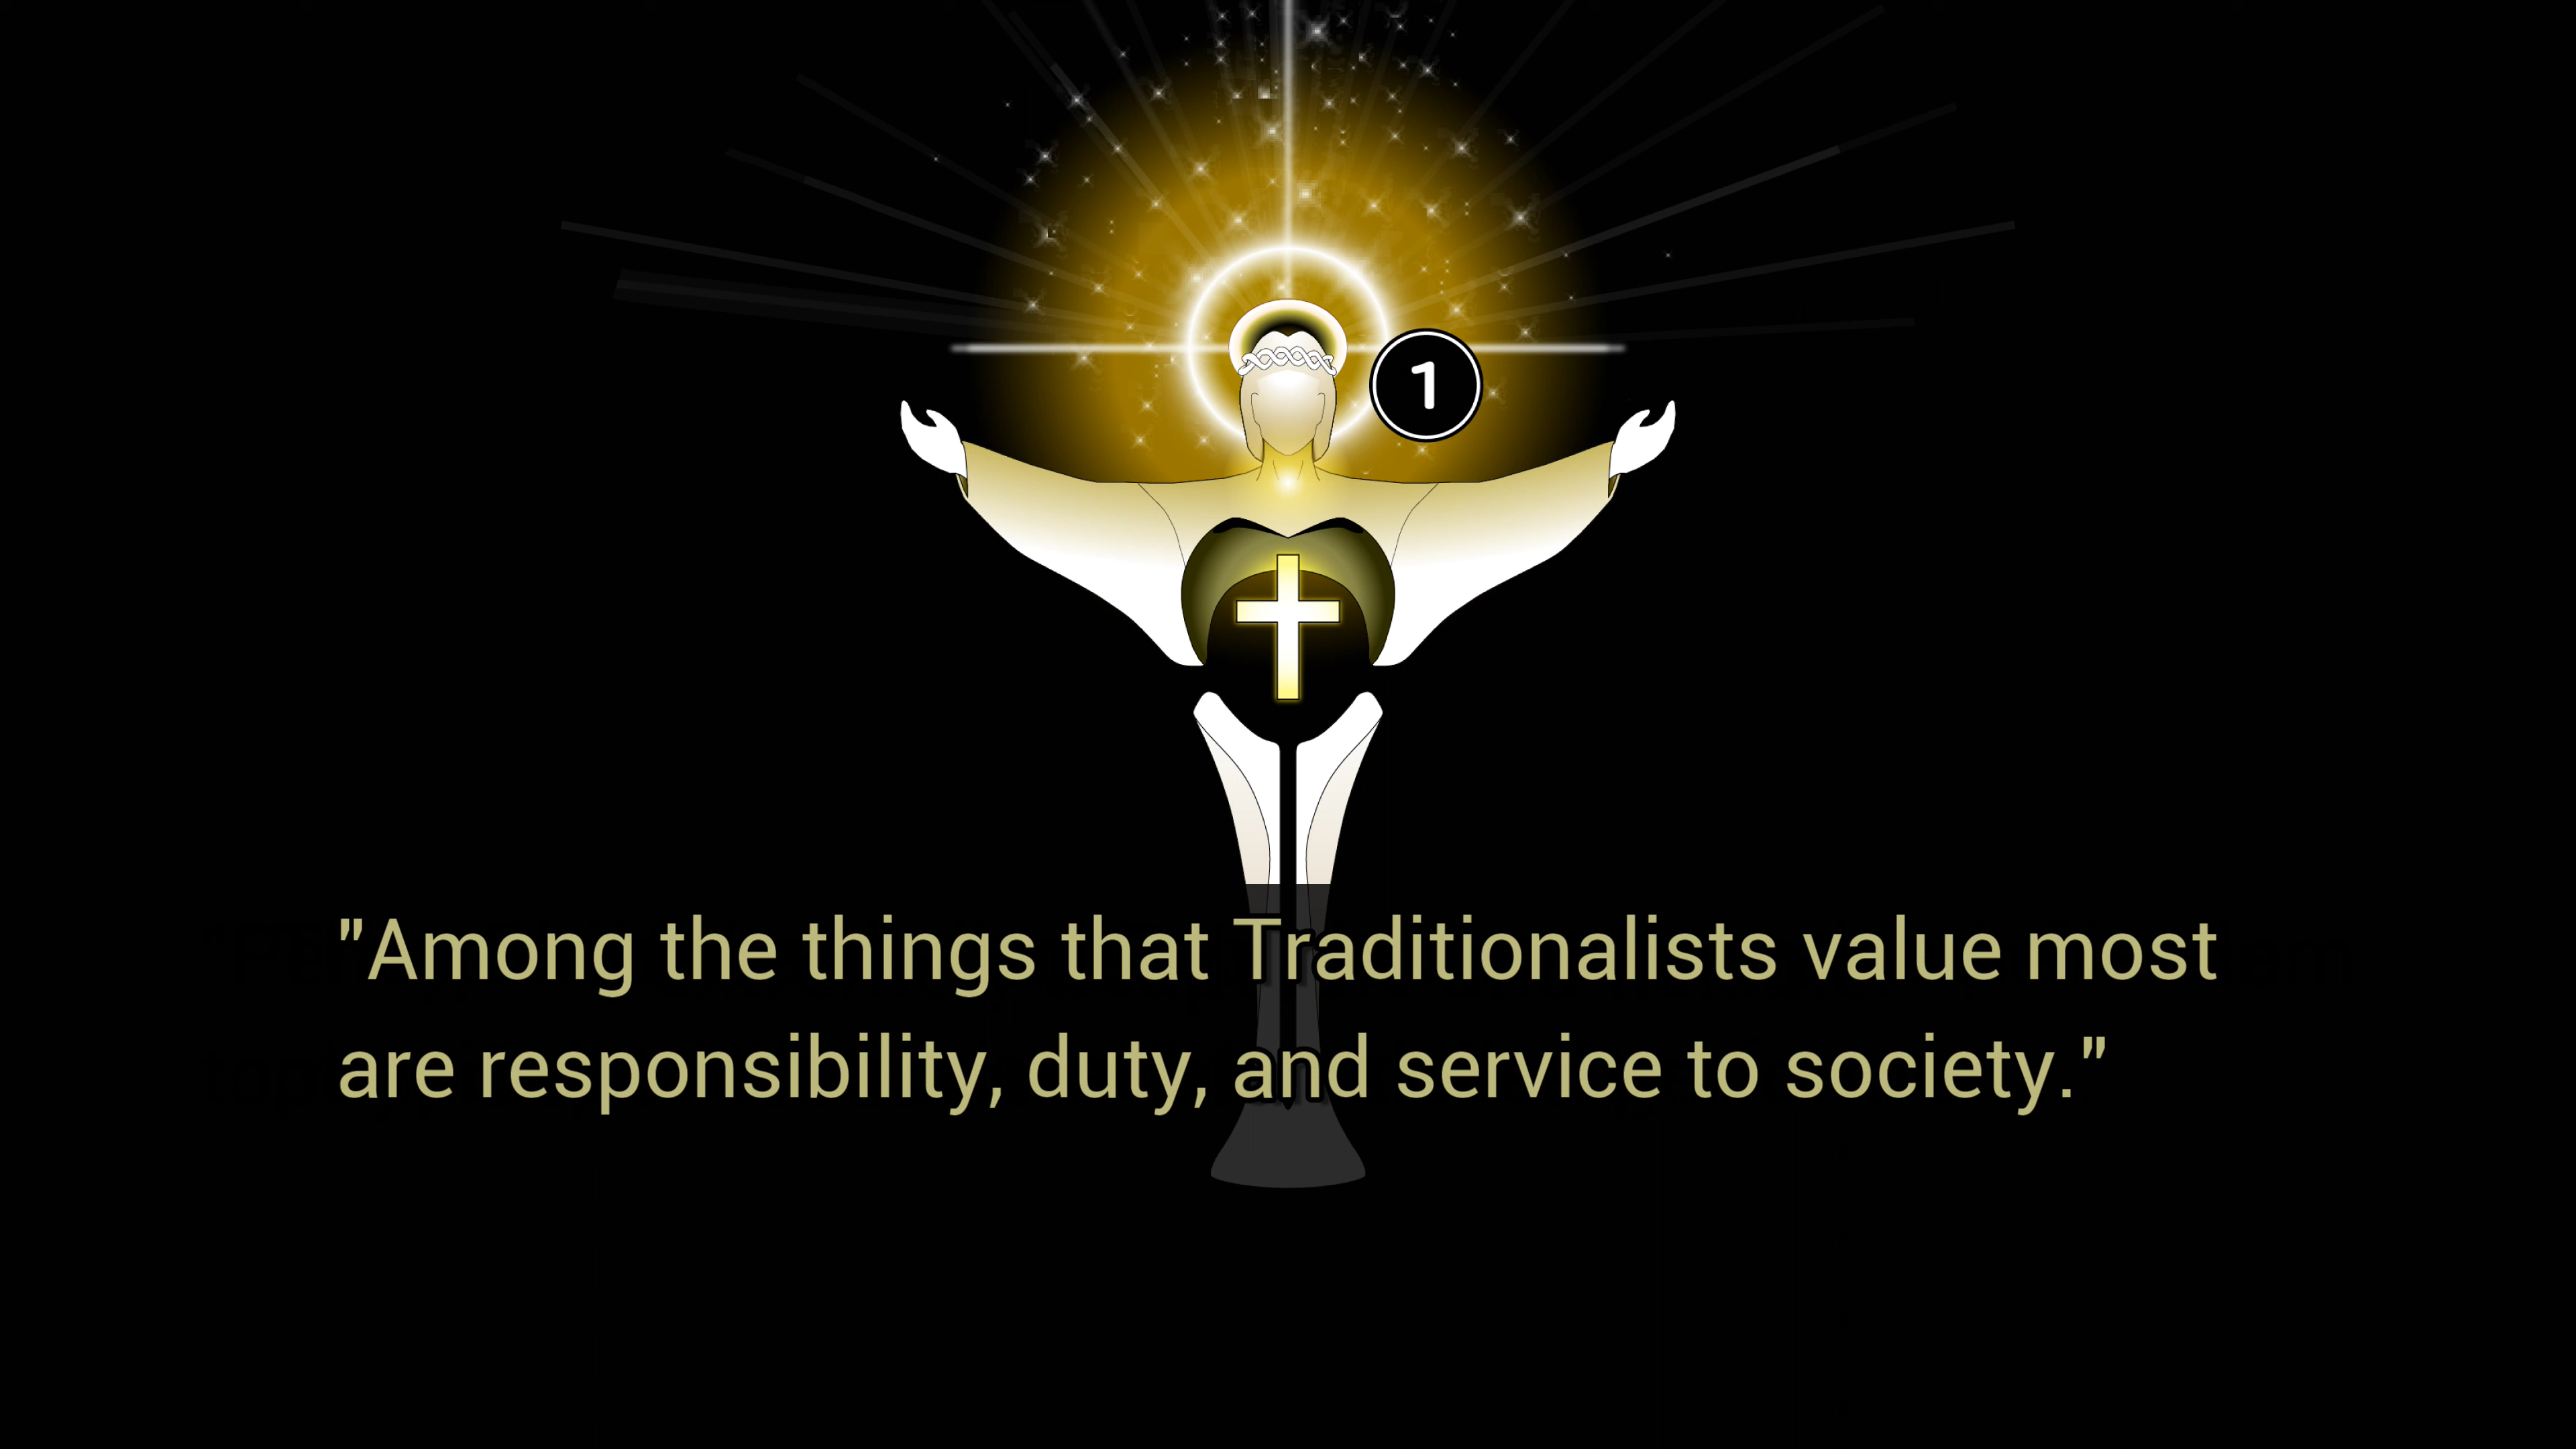 1
"Among the things that Traditionalists value most
are responsibility, duty, and service to society."